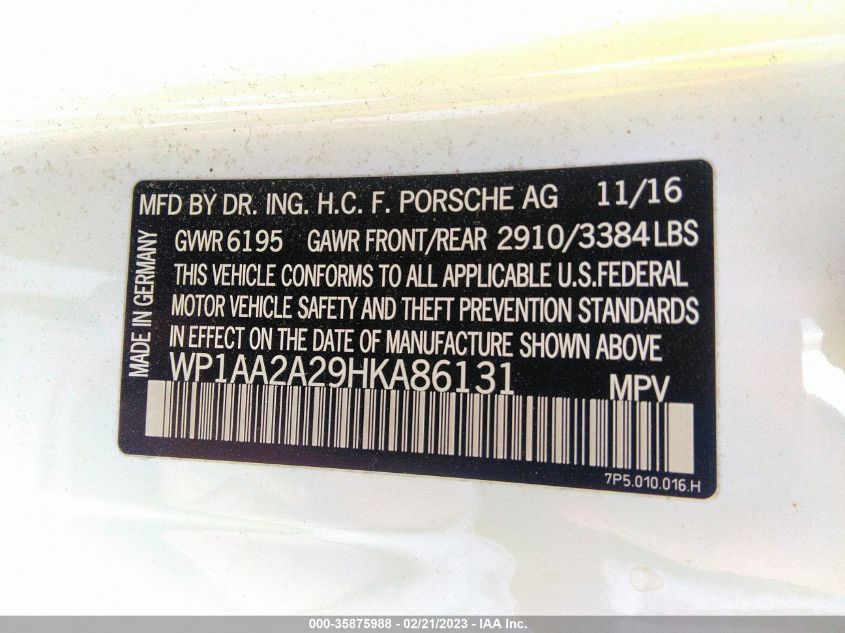 MFD BY DR. ING. H.C. F. PORSCHE AG 11/16
GVWR 6195 GAWR FRONT/REAR 2910/3384 LBS
THIS VEHICLE CONFORMS TO ALL APPLICABLE U.S.FEDERAL
MOTOR VEHICLE SAFETY AND THEFT PREVENTION STANDARDS
IN EFFECT ON THE DATE OF MANUFACTURE SHOWN ABOVE
WP1AA2A29HKA86131 MPV
7P5.010.016.H
MADE IN GERMANY
000-35875988 - 02/21/2023 - IAA Inc.